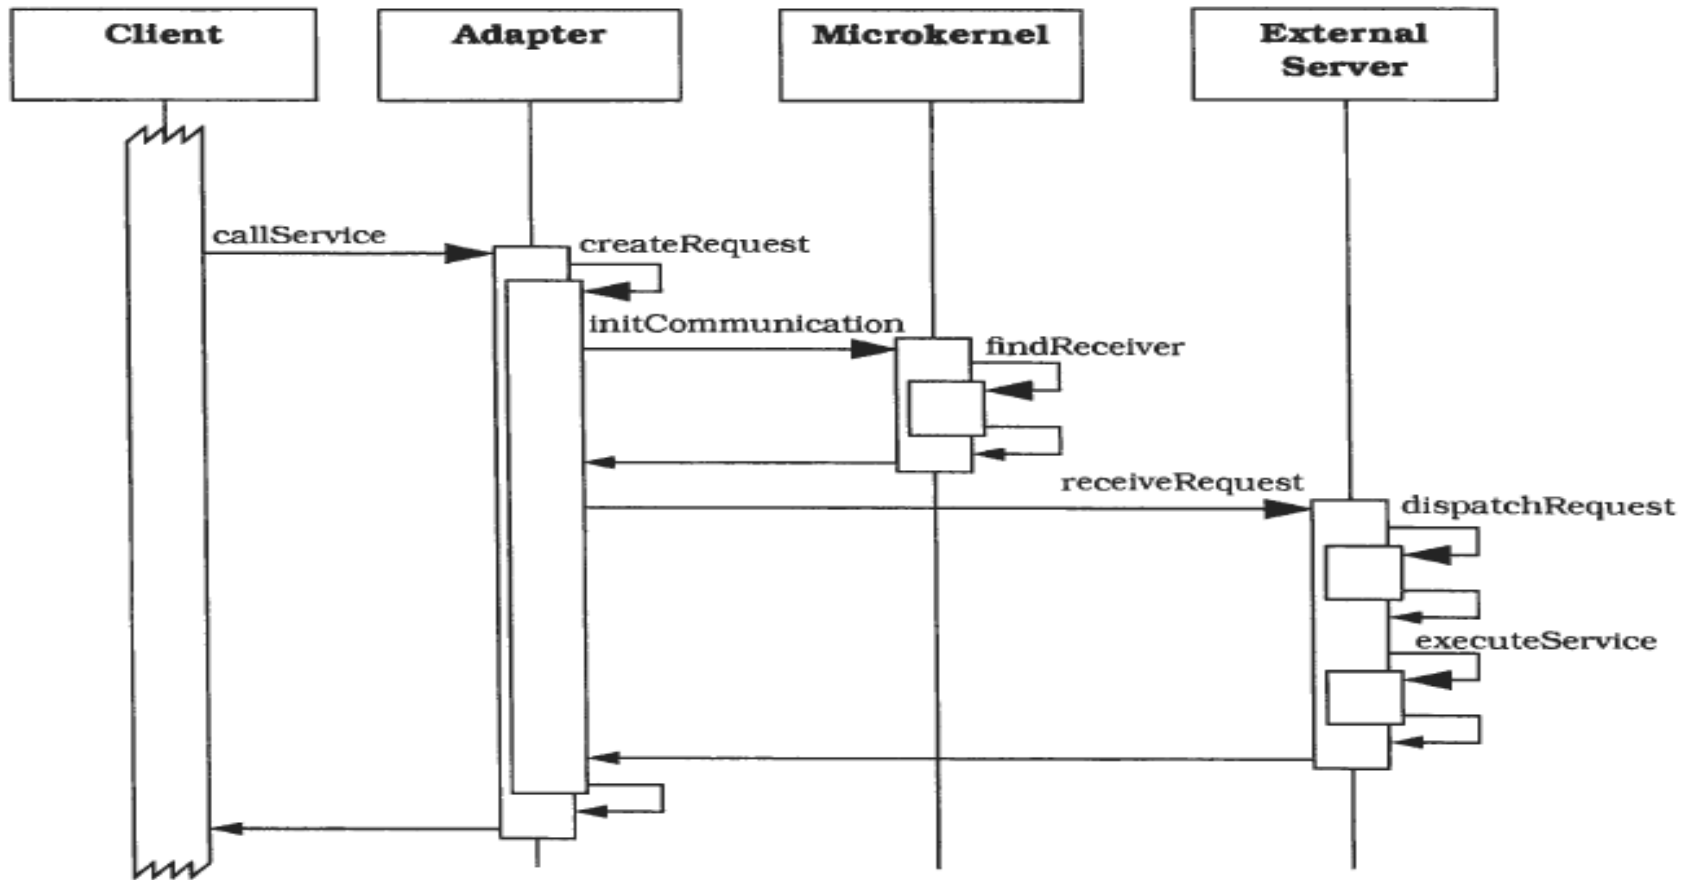 Client
Adapter
Microkernel
External
Server
callService
createRequest
initCommunication
findReceiver
receiveRequest
dispatchRequest
executeService